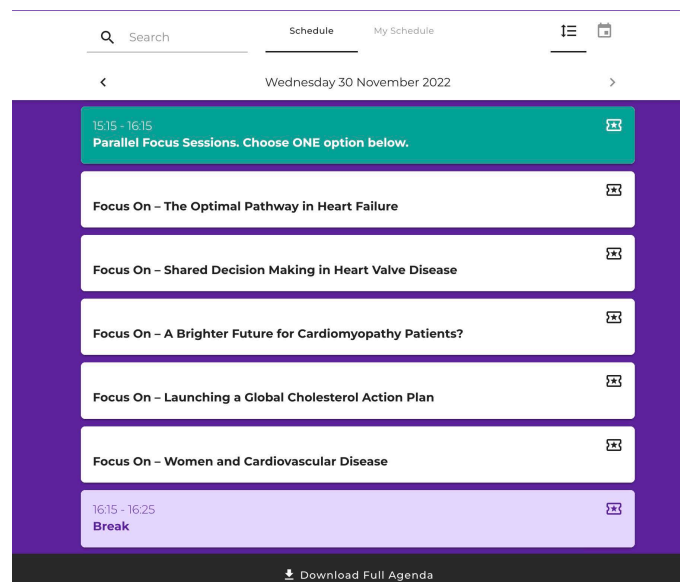 Search
Schedule
My Schedule
Wednesday 30 November 2022
15:15 - 16:15
Parallel Focus Sessions. Choose ONE option below.
Focus On – The Optimal Pathway in Heart Failure
Focus On – Shared Decision Making in Heart Valve Disease
Focus On – A Brighter Future for Cardiomyopathy Patients?
Focus On – Launching a Global Cholesterol Action Plan
Focus On – Women and Cardiovascular Disease
16:15 - 16:25
Break
Download Full Agenda